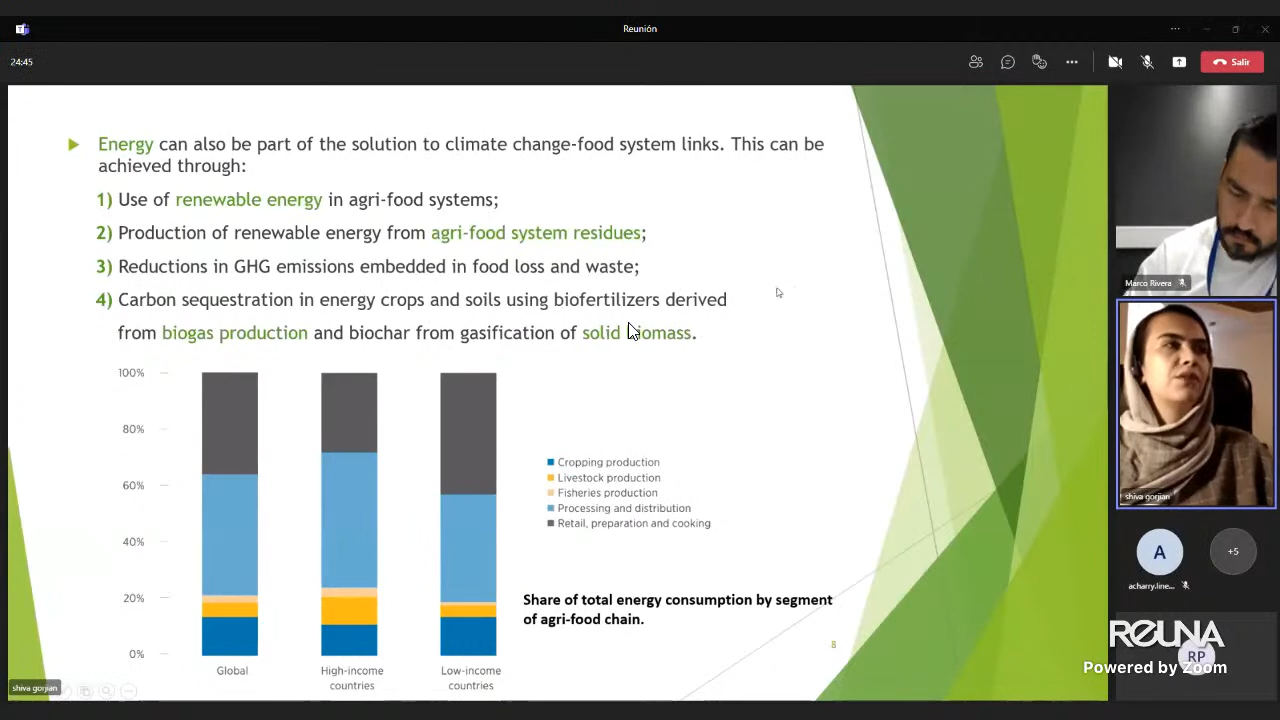 Reunión
24:45
Salir
Energy can also be part of the solution to climate change-food system links. This can be
achieved through:
1) Use of renewable energy in agri-food systems;
2) Production of renewable energy from agri-food system residues;
3) Reductions in GHG emissions embedded in food loss and waste;
4) Carbon sequestration in energy crops and soils using biofertilizers derived
from biogas production and biochar from gasification of solid biomass.
100%
80%
60%
40%
20%
0%
Global
High-income
countries
Low-income
countries
Cropping production
Livestock production
Fisheries production
Processing and distribution
Retail, preparation and cooking
Share of total energy consumption by segment
of agri-food chain.
8
shiva gorjian
Marco Rivera
shiva gorjian
A
+5
acharry.line...
REUNA
RP
Powered by Zoom